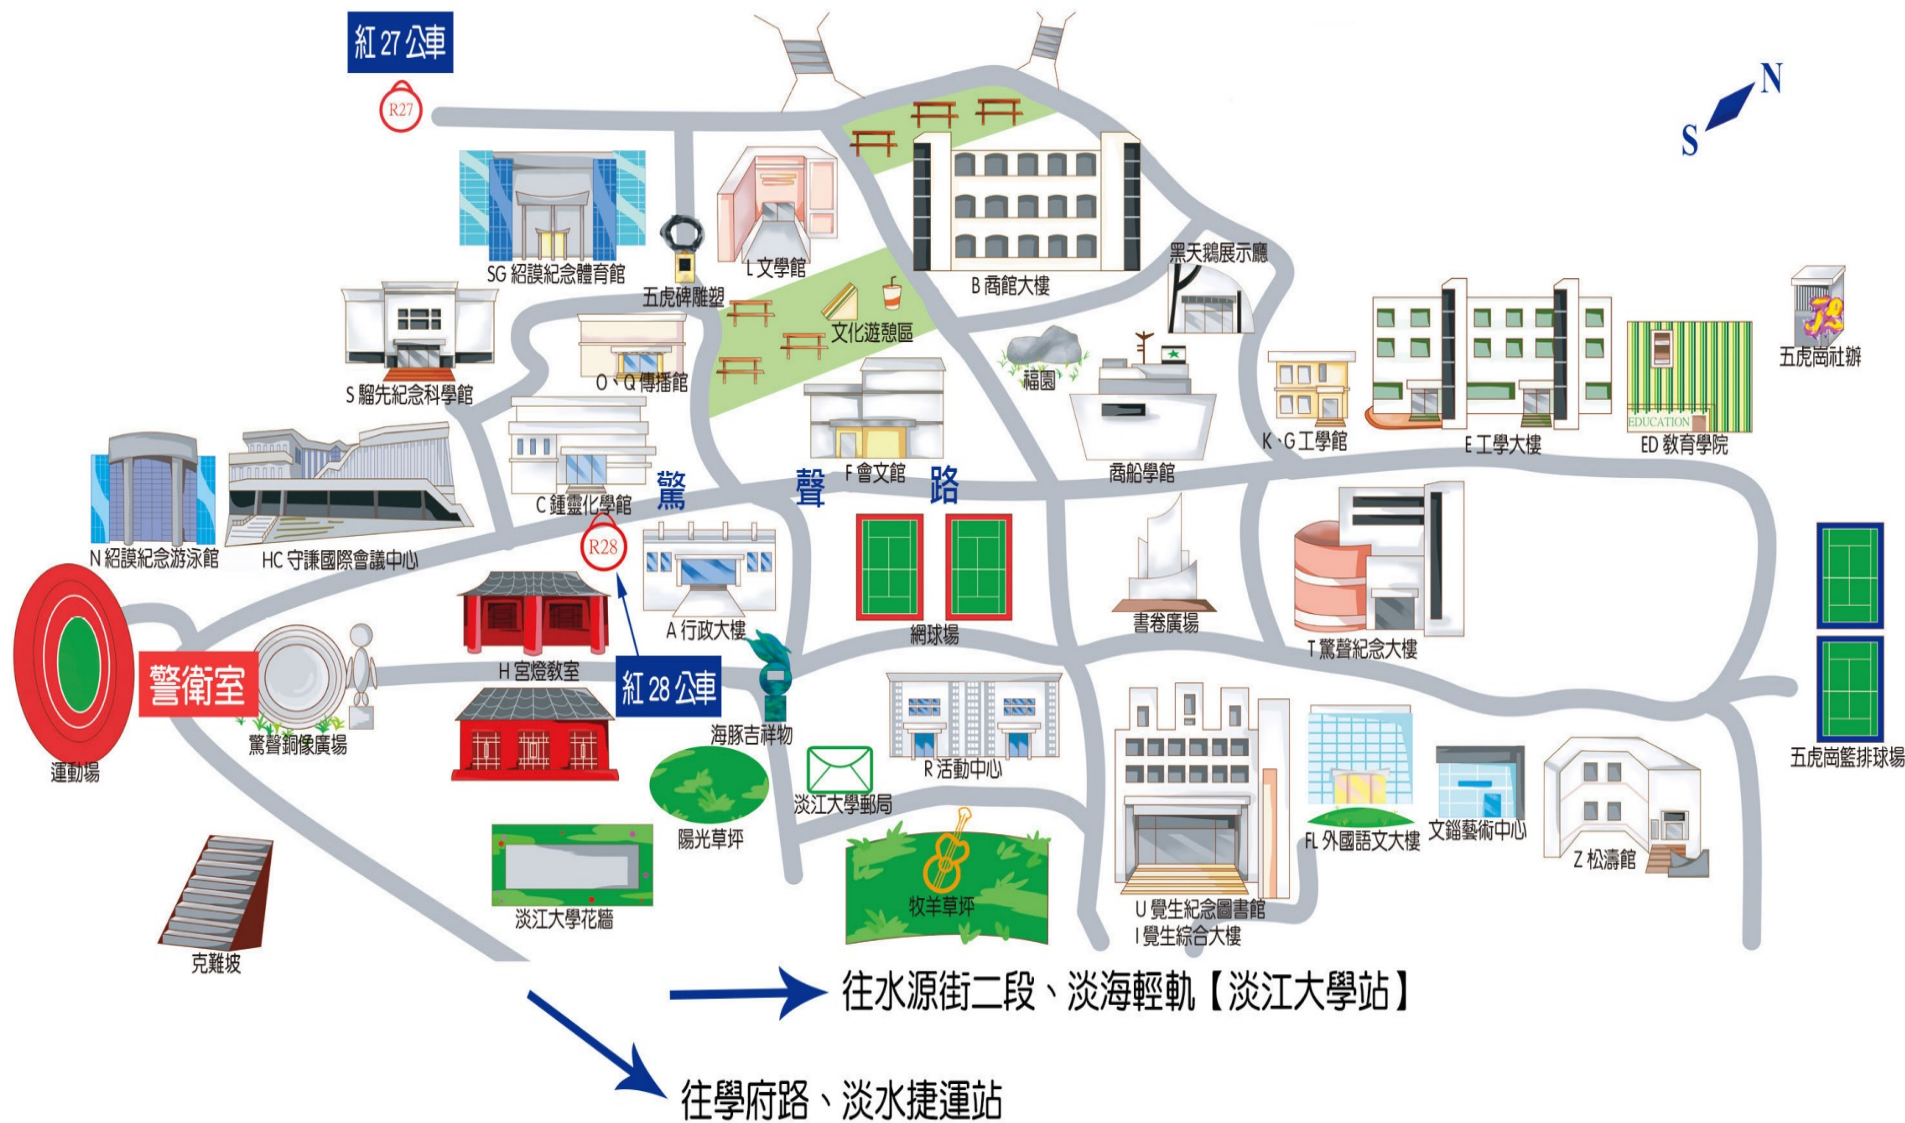 紅 27 公車
R27
N
S
SG 紹謨紀念體育館
五虎碑雕塑
L 文學館
B 商館大樓
黑天鵝展示廳
S 騮先紀念科學館
O、Q 傳播館
文化遊憩區
福園
商船學館
K、G 工學館
E 工學大樓
EDUCATION
ED 教育學院
五虎崗社辦
N 紹謨紀念游泳館
HC 守謙國際會議中心
C 鍾靈化學館
F 會文館
驚 聲 路
R28
A 行政大樓
網球場
書卷廣場
T 驚聲紀念大樓
警衛室
運動場
驚聲銅像廣場
H 宮燈教室
紅 28 公車
海豚吉祥物
淡江大學郵局
R 活動中心
陽光草坪
淡江大學花牆
牧羊草坪
U 覺生紀念圖書館
I 覺生綜合大樓
FL 外國語文大樓
文錙藝術中心
Z 松濤館
五虎崗籃排球場
克難坡
往水源街二段、淡海輕軌【淡江大學站】
往學府路、淡水捷運站